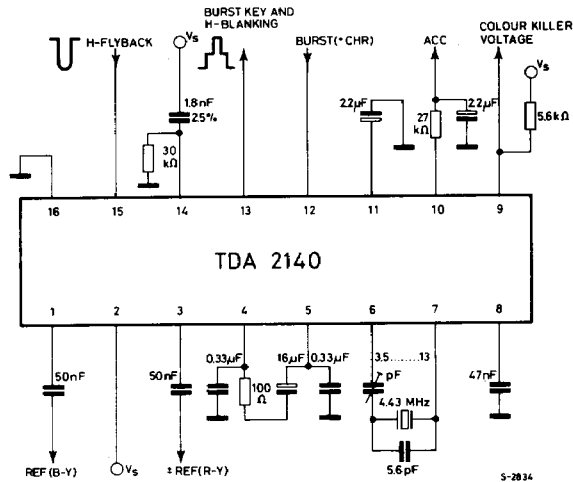 BURST KEY AND
H-BLANKING
COLOUR KILLER
VOLTAGE
H-FLYBACK
Vs
BURST(*CHR)
ACC
Vs
1.8nF
2.5%
30
kΩ
2.2µF
27
kΩ
2.2µF
5.6kΩ
16 15 14 13 12 11 10 9
TDA 2140
1 2 3 4 5 6 7 8
50nF
50nF
0.33µF
100
Ω
16µF
0.33µF
3.5........13
pF
4.43 MHz
5.6pF
47nF
REF(B-Y)
Vs
±REF(R-Y)
S-2834